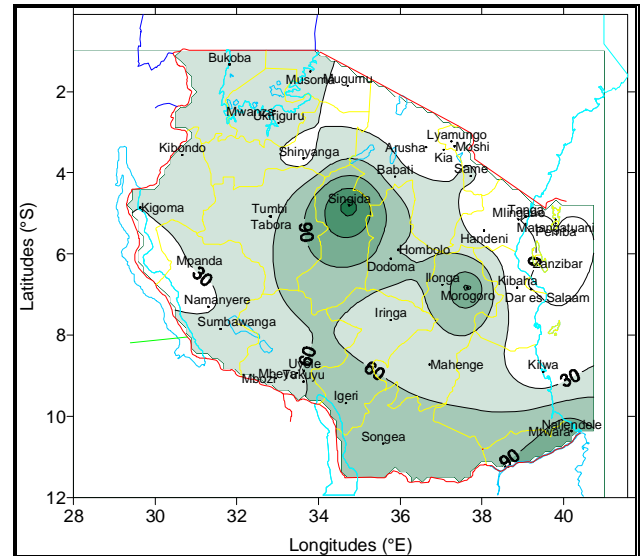 Bukoba
Musoma
Mugumu
2
Mwanza
Ukiriguru
Lyamungo
Kibondo
Shinyanga
Arusha
Moshi
Kia
4
Babati
Same
Kigoma
Singida
Tumbi
Tanga
Mlingano
Tabora
60
Matangatuani
Pemba
Handeni
Hombolo
6
Mpanda
Dodoma
0
Zanzibar
30
Ilonga
Kibaha
Namanyere
Morogoro
Dar es Salaam
Sumbawanga
Iringa
8
60
Uyole
60
Mahenge
Kilwa
Mbeya
Tukuyu
Mbozi
30
Igeri
10
Naliendele
Songea
Mtwara
90
12
28
30
32
34
36
38
40
Latitudes (°S)
Longitudes (°E)